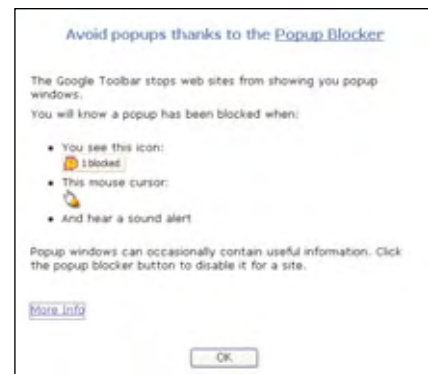 Avoid popups thanks to the Popup Blocker
The Google Toolbar stops web sites from showing you popup
windows.
You will know a popup has been blocked when:
• You see this icon:
1 blocked
• This mouse cursor:
• And hear a sound alert
Popup windows can occasionally contain useful information. Click
the popup blocker button to disable it for a site.
More Info
OK